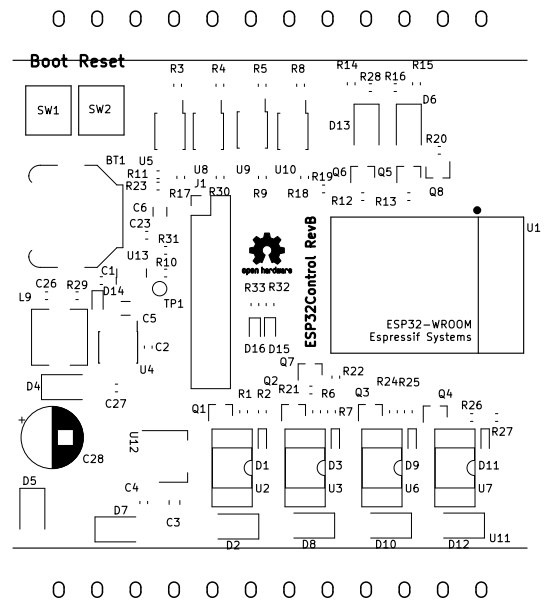 Boot Reset
R3
R4
R5
R8
R14
R28
R16
R15
SW1
SW2
D6
D13
R20
BT1
U5
U8
U9
U10
R11
R23
J1
R17
R30
R9
R18
R19
Q6
Q5
Q8
C6
R12
R13
C23
U1
R31
U13
R10
open hardware
ESP32Control RevB
C1
C26
R29
D14
L9
TP1
R33
R32
C5
ESP32-WROOM
Espressif Systems
D16
D15
C2
U4
Q7
R22
D4
Q2
R21
C27
Q1
R1
R2
R6
R7
Q3
R24
R25
Q4
R26
R27
+
C28
U12
D1
D3
D9
D11
U2
U3
U6
U7
D5
C4
C3
D7
D2
D8
D10
D12
U11